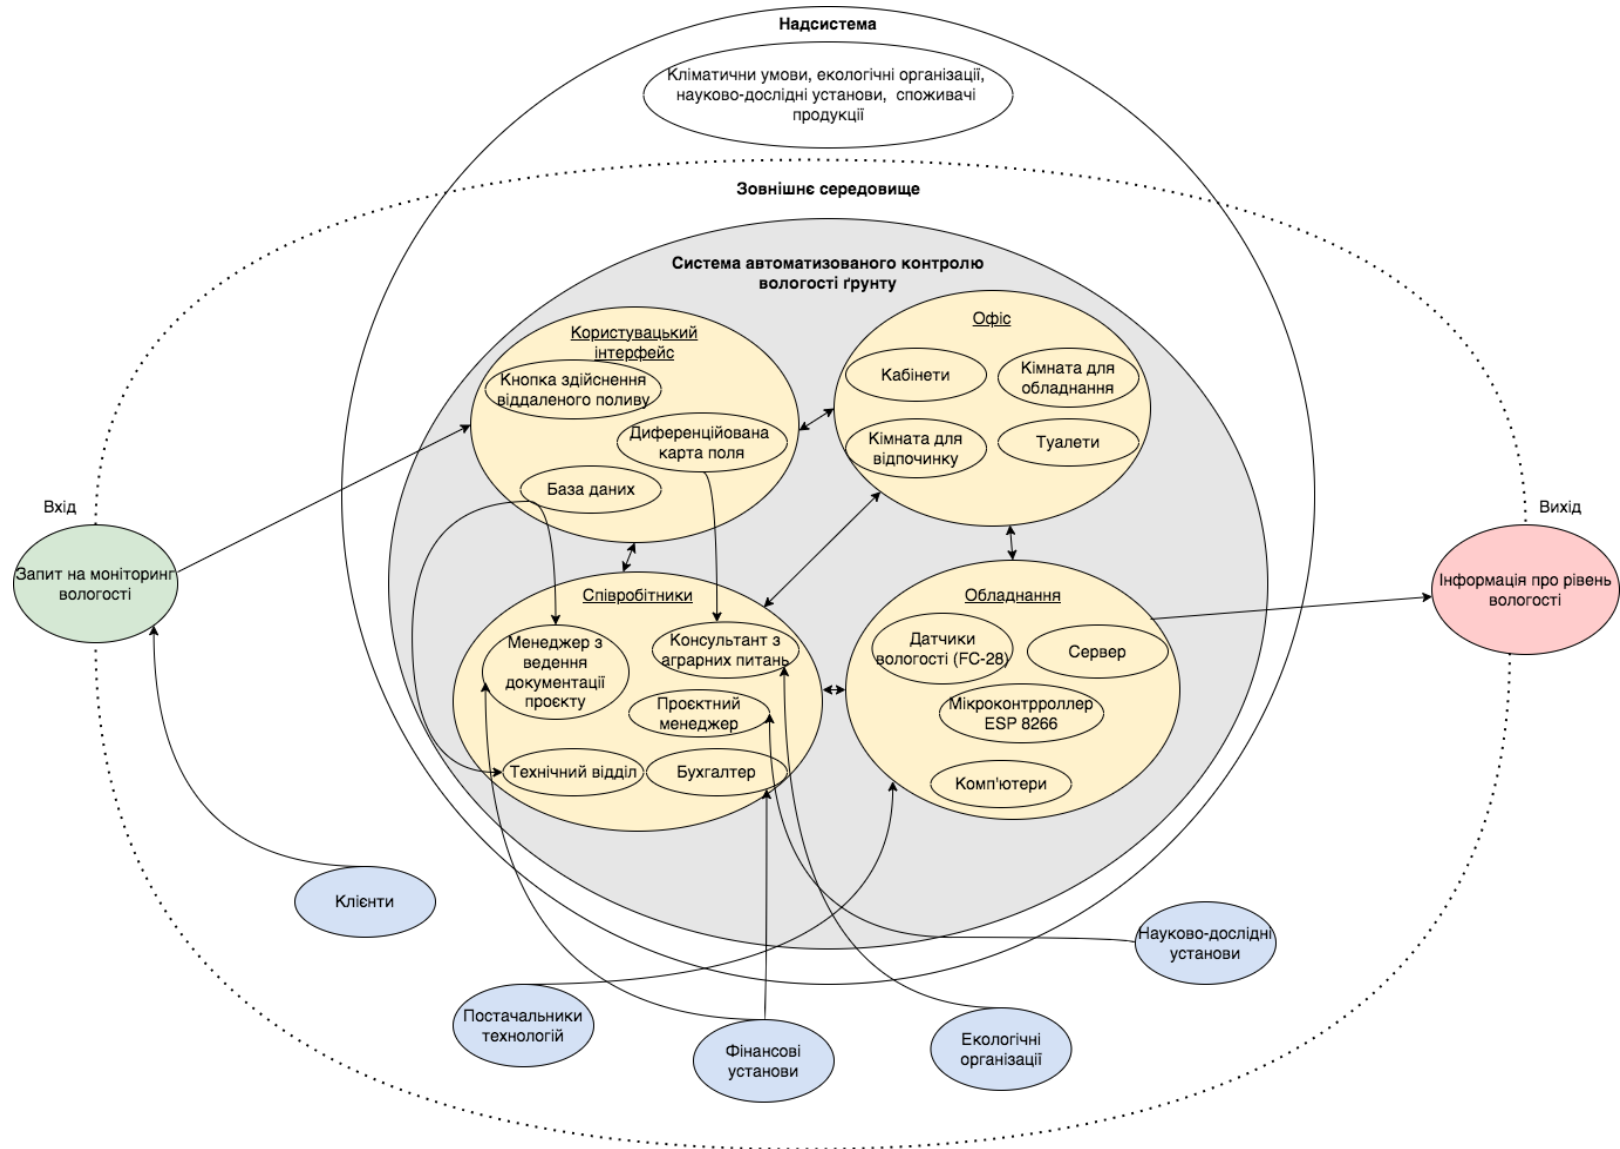 Надсистема
Кліматични умови, екологічні організації,
науково-дослідні установи, споживачі
продукції
Зовнішнє середовище
Система автоматизованого контролю
вологості ґрунту
Користувацький
інтерфейс
Кнопка здійснення
віддаленого поливу
Диференційована
карта поля
База даних
Офіс
Кабінети
Кімната для
обладнання
Кімната для
відпочинку
Туалети
Вхід
Запит на моніторинг
вологості
Вихід
Інформація про рівень
вологості
Співробітники
Менеджер з
ведення
документації
проєкту
Консультант з
аграрних питань
Проєктний
менеджер
Технічний відділ
Бухгалтер
Обладнання
Датчики
вологості (FC-28)
Сервер
Мікроконтрроллер
ESP 8266
Комп'ютери
Клієнти
Науково-дослідні
установи
Постачальники
технологій
Фінансові
установи
Екологічні
організації